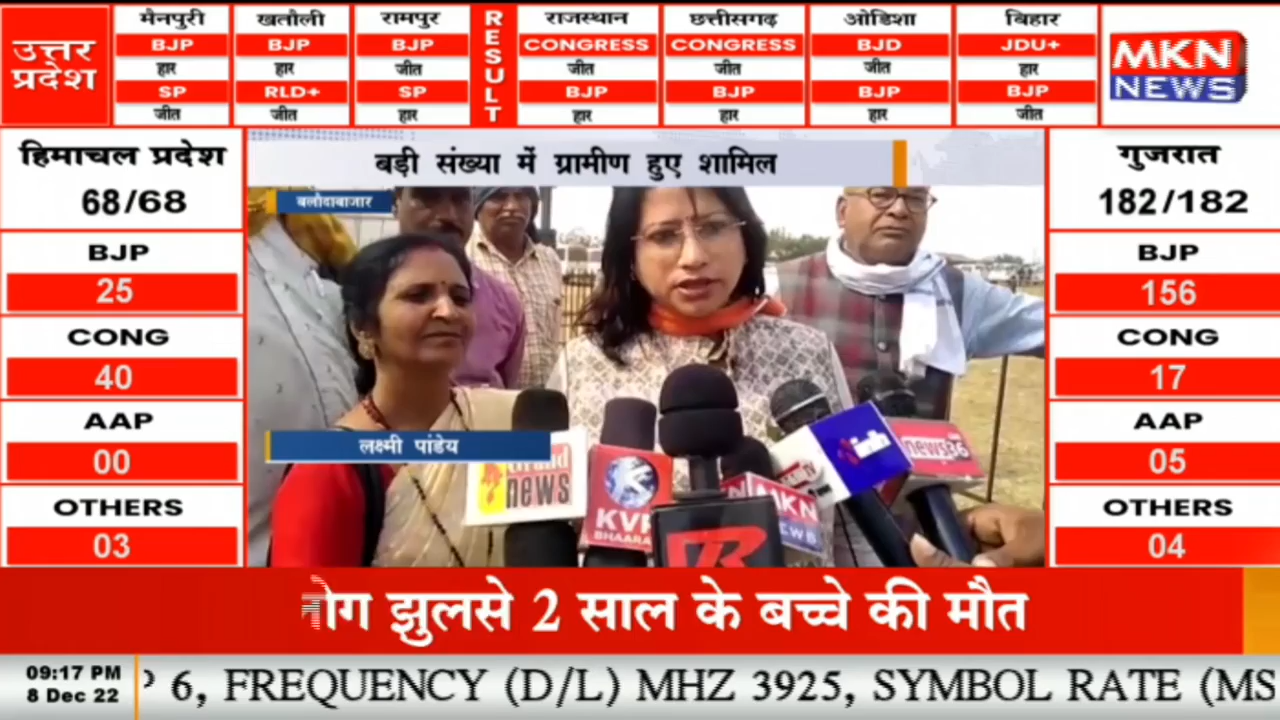 उत्तर प्रदेश
मैनपुरी
BJP
हार
SP
जीत
खतौली
BJP
हार
RLD+
जीत
रामपुर
BJP
जीत
SP
हार
RESULT
राजस्थान
CONGRESS
जीत
BJP
हार
छत्तीसगढ़
CONGRESS
जीत
BJP
हार
ओडिशा
BJD
जीत
BJP
हार
बिहार
JDU+
हार
BJP
जीत
MKN
NEWS
हिमाचल प्रदेश
68/68
BJP
25
CONG
40
AAP
00
OTHERS
03
बड़ी संख्या में ग्रामीण हुए शामिल
बलौदाबाजार
लक्ष्मी पांडेय
news
KVR
BHAARA
MKN
inh
news36
गुजरात
182/182
BJP
156
CONG
17
AAP
05
OTHERS
04
झुलसे 2 साल के बच्चे की मौत
09:17 PM
8 Dec 22
6, FREQUENCY (D/L) MHZ 3925, SYMBOL RATE (MS